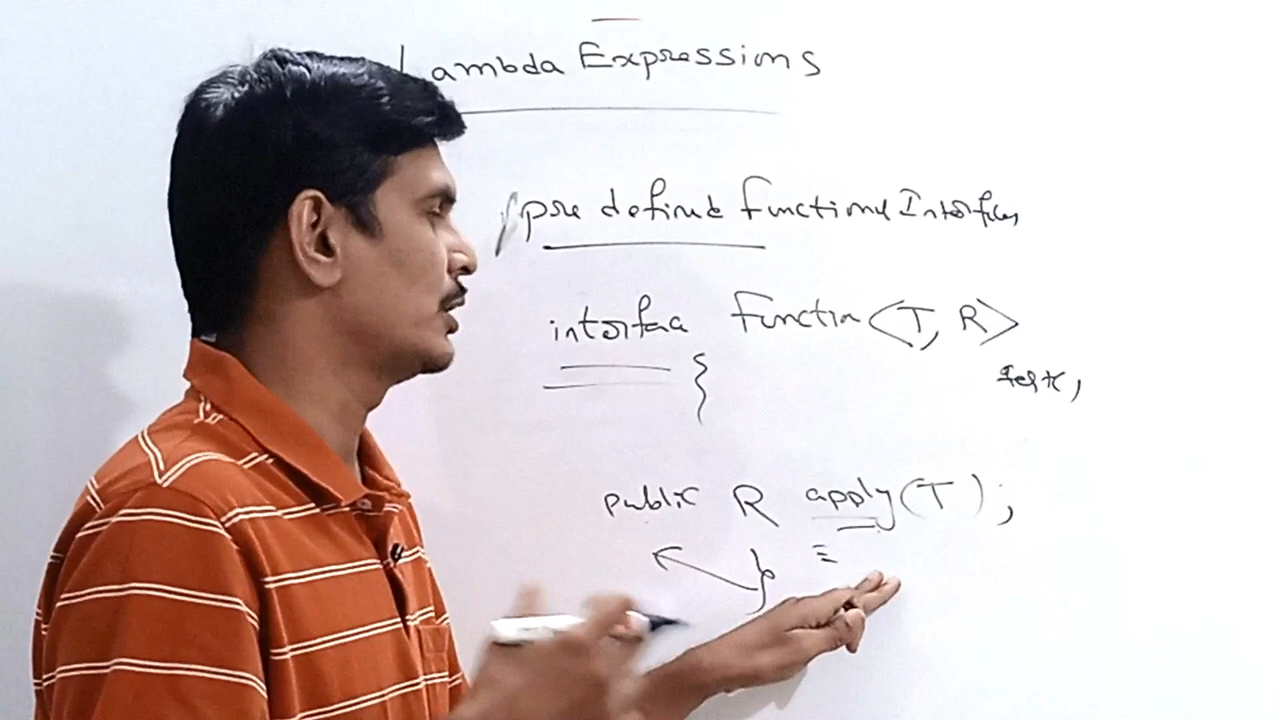 Lambda Expressions
pre defined Functional Interfaces
interface Function<T, R>
{
public R apply(T);
}